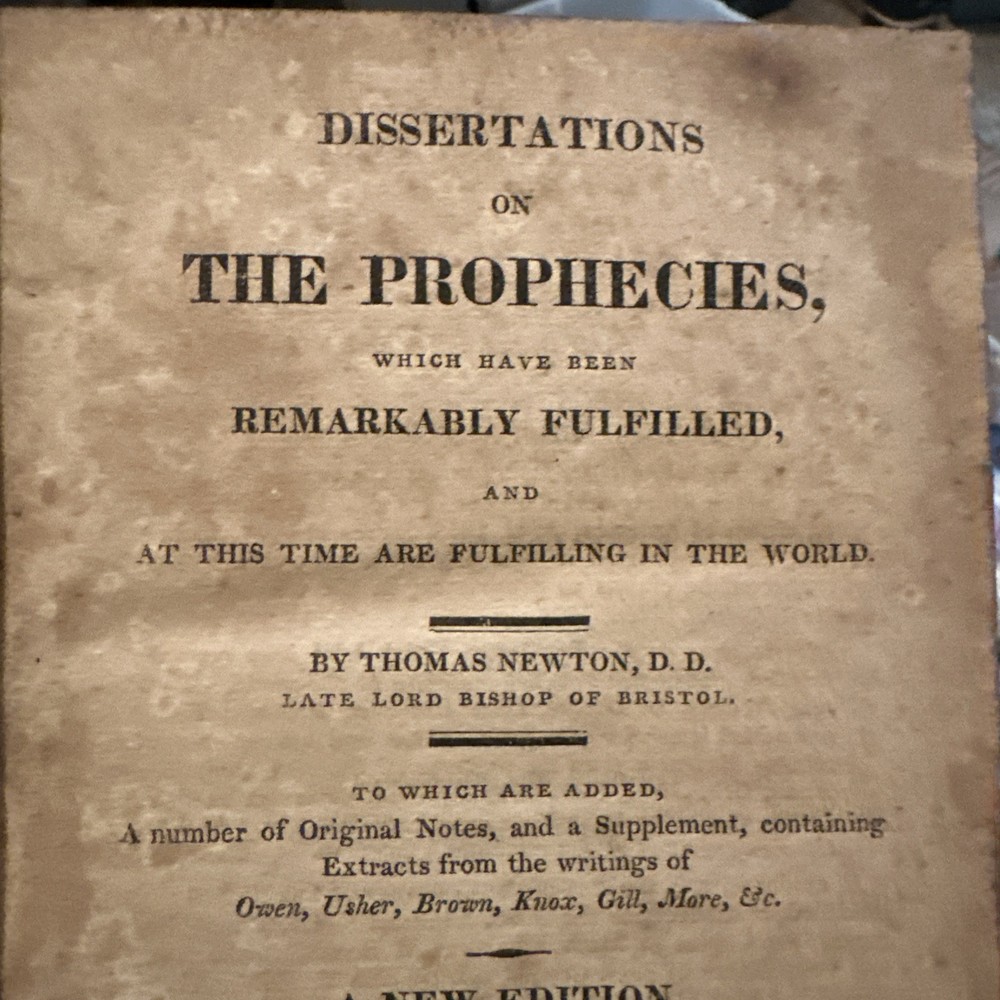 DISSERTATIONS
ON
THE PROPHECIES,
WHICH HAVE BEEN
REMARKABLY FULFILLED,
AND
AT THIS TIME ARE FULFILLING IN THE WORLD.
BY THOMAS NEWTON, D. D.
LATE LORD BISHOP OF BRISTOL.
TO WHICH ARE ADDED,
A number of Original Notes, and a Supplement, containing
Extracts from the writings of
Owen, Usher, Brown, Knox, Gill, More, &c.
A NEW EDITION